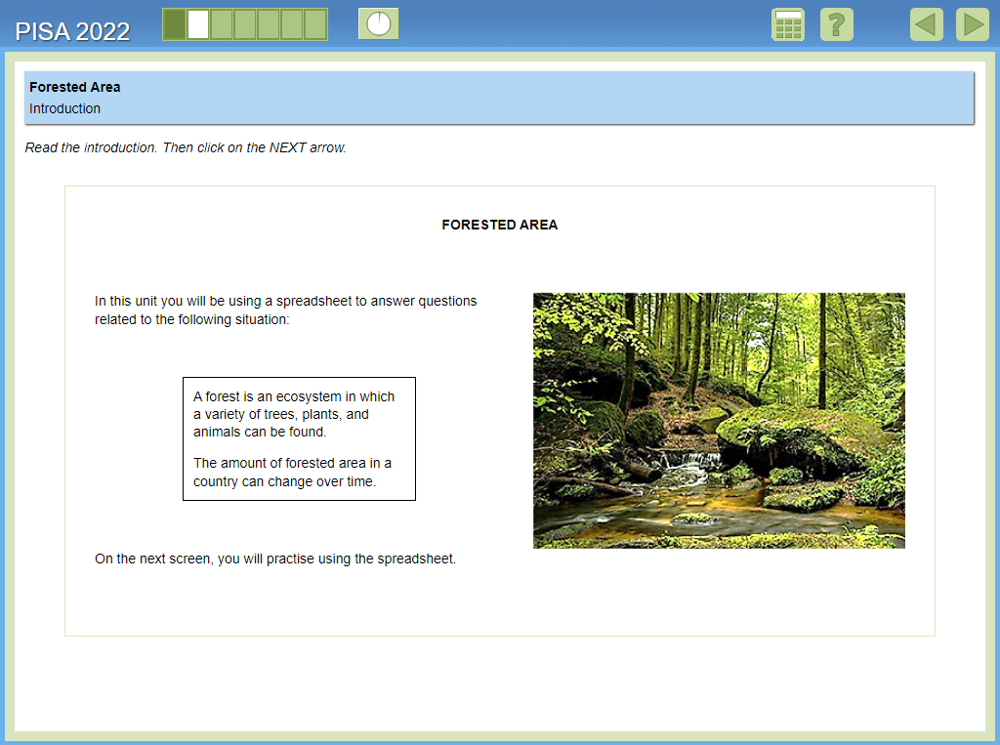 PISA 2022
?
Forested Area
Introduction
Read the introduction. Then click on the NEXT arrow.
FORESTED AREA
In this unit you will be using a spreadsheet to answer questions
related to the following situation:
A forest is an ecosystem in which
a variety of trees, plants, and
animals can be found.
The amount of forested area in a
country can change over time.
On the next screen, you will practise using the spreadsheet.